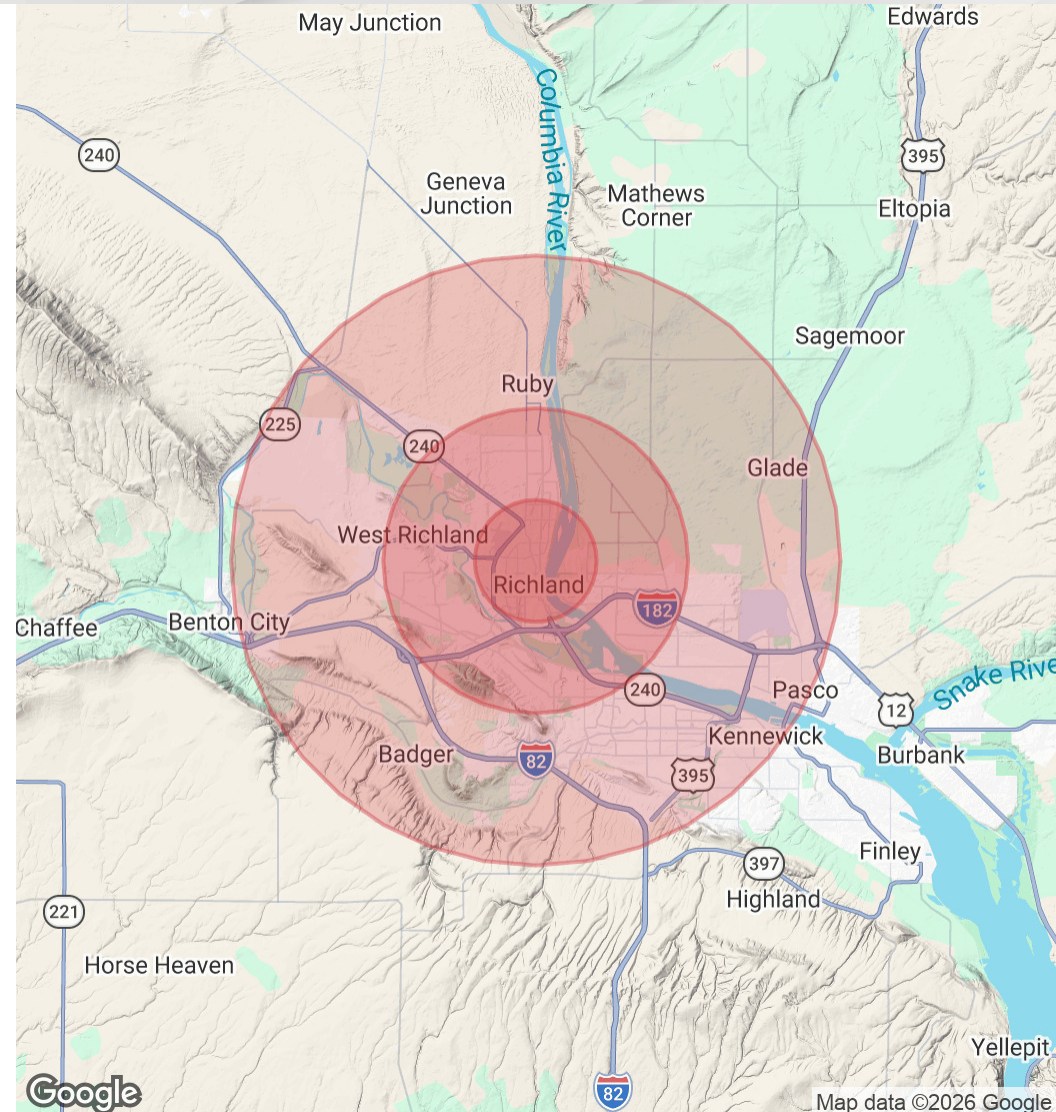 May Junction
Edwards
Columbia River
240
395
Geneva
Junction
Mathews
Corner
Eltopia
Sagemoor
Ruby
225
240
Glade
West Richland
Richland
182
Benton City
Chaffee
Snake Rive
240
Pasco
12
Kennewick
Badger
82
395
Burbank
Finley
397
Highland
221
Horse Heaven
Yellepit
82
Google
Map data ©2026 Google